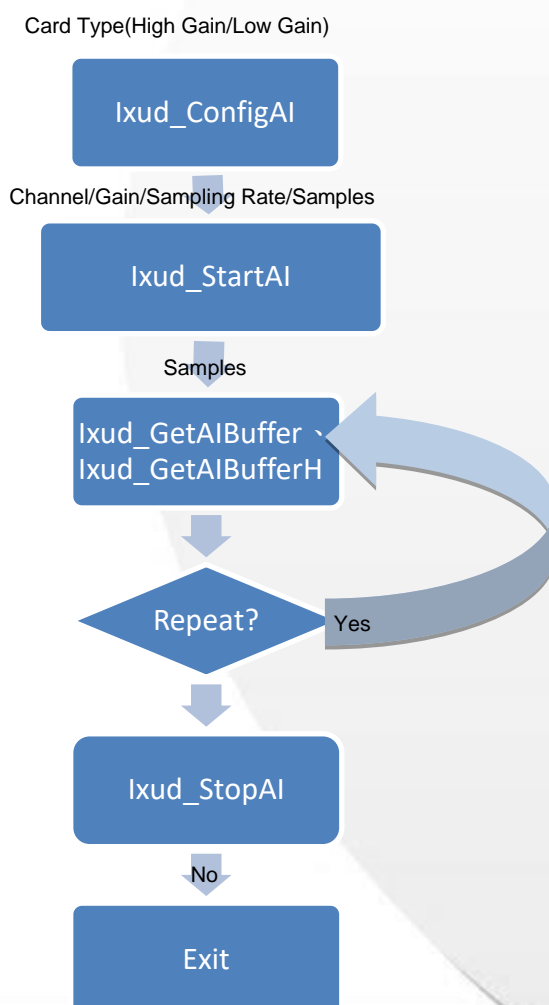 Card Type(High Gain/Low Gain)
Ixud_ConfigAI
Channel/Gain/Sampling Rate/Samples
Ixud_StartAI
Samples
Ixud_GetAIBuffer、
Ixud_GetAIBufferH
Repeat?
Yes
Ixud_StopAI
No
Exit